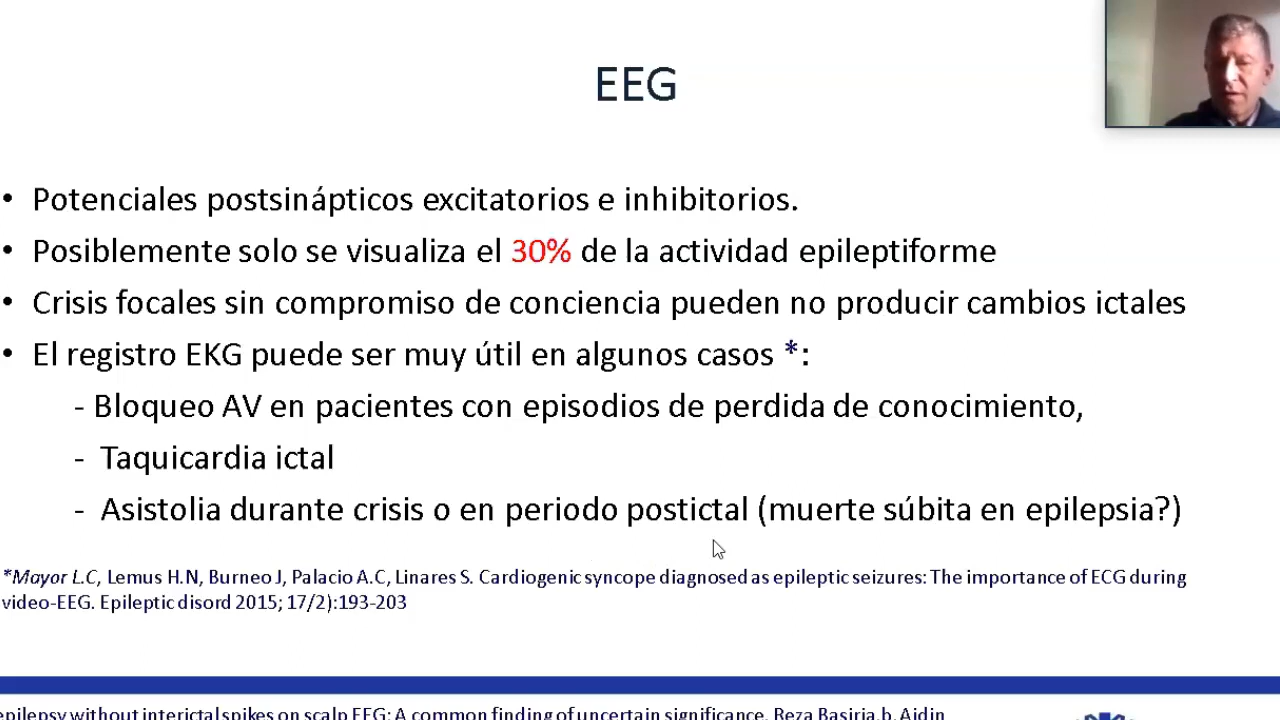 EEG
• Potenciales postsinápticos excitatorios e inhibitorios.
• Posiblemente solo se visualiza el 30% de la actividad epileptiforme
• Crisis focales sin compromiso de conciencia pueden no producir cambios ictales
• El registro EKG puede ser muy útil en algunos casos *:
- Bloqueo AV en pacientes con episodios de perdida de conocimiento,
- Taquicardia ictal
- Asistolia durante crisis o en periodo postictal (muerte súbita en epilepsia?)
*Mayor L.C, Lemus H.N, Burneo J, Palacio A.C, Linares S. Cardiogenic syncope diagnosed as epileptic seizures: The importance of ECG during
video-EEG. Epileptic disord 2015; 17/2):193-203
epilepsy without interictal spikes on scalp EEG: A common finding of uncertain significance. Reza Basiria,b, Aidin